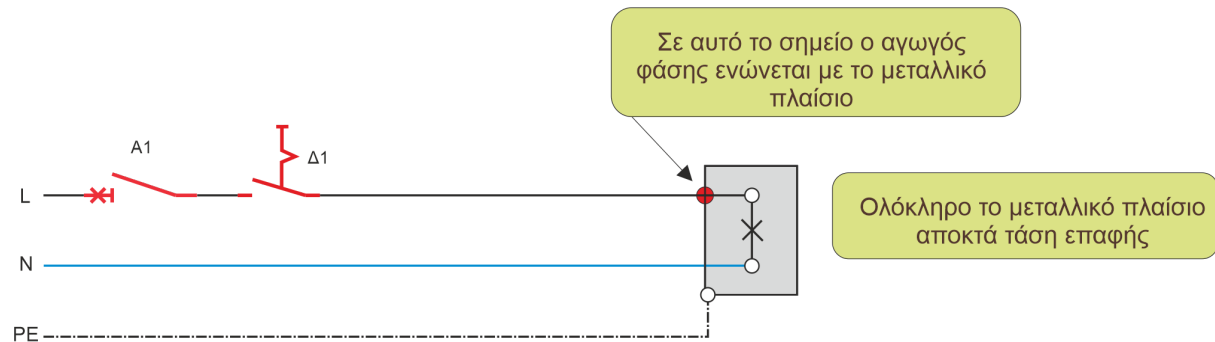 Σε αυτό το σημείο ο αγωγός
φάσης ενώνεται με το μεταλλικό
πλαίσιο
A1
Δ1
L
Ολόκληρο το μεταλλικό πλαίσιο
αποκτά τάση επαφής
N
PE